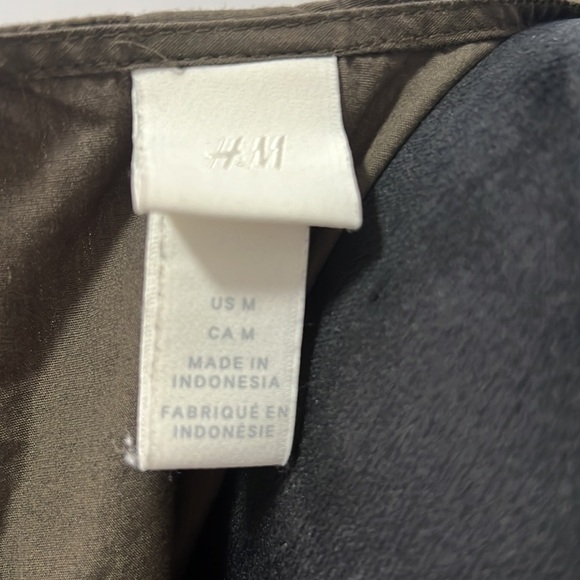 H&M
US M
CA M
MADE IN
INDONESIA
FABRIQUÉ EN
INDONÉSIE